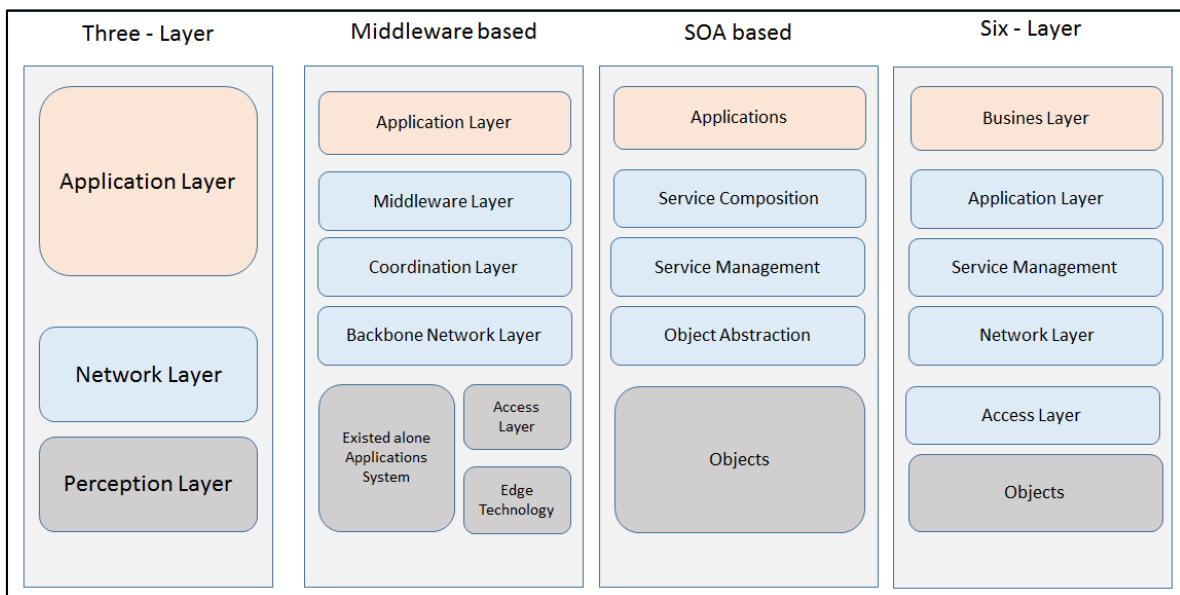 Three - Layer
Application Layer
Network Layer
Perception Layer
Middleware based
Application Layer
Middleware Layer
Coordination Layer
Backbone Network Layer
Existed alone
Applications
System
Access
Layer
Edge
Technology
SOA based
Applications
Service Composition
Service Management
Object Abstraction
Objects
Six - Layer
Busines Layer
Application Layer
Service Management
Network Layer
Access Layer
Objects